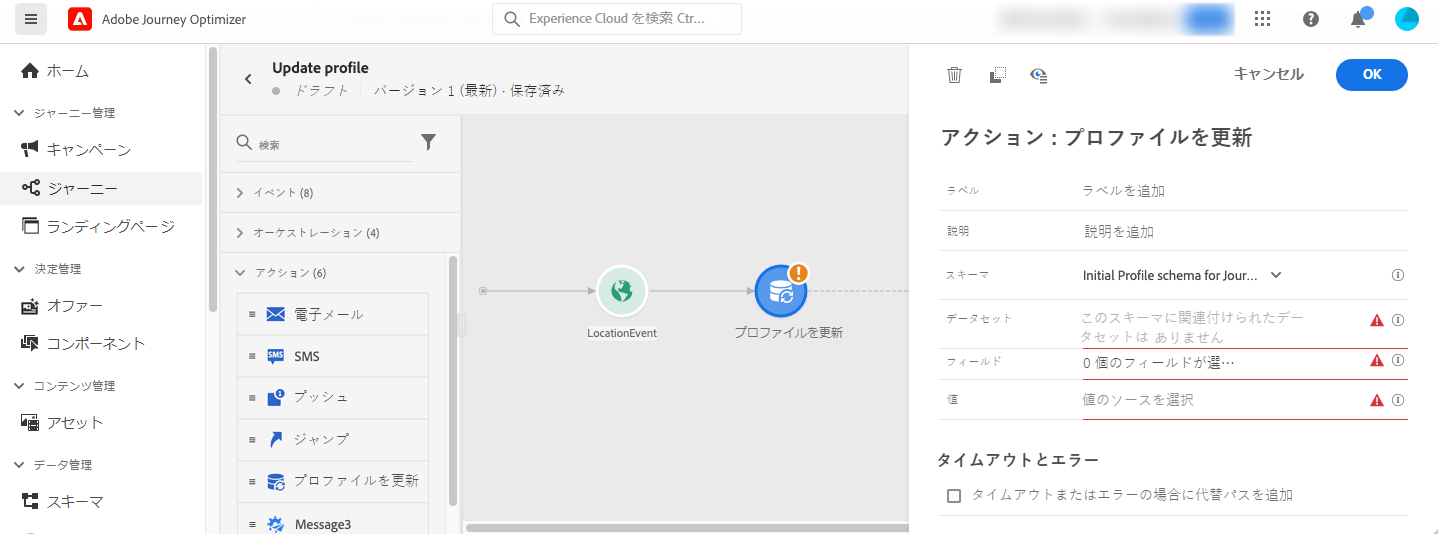 Adobe Journey Optimizer
Experience Cloud を検索 Ctr...
ホーム
ジャーニー管理
キャンペーン
ジャーニー
ランディングページ
決定管理
オファー
コンポーネント
コンテンツ管理
アセット
データ管理
スキーマ
Update profile
ドラフト
バージョン 1 (最新) · 保存済み
検索
イベント (8)
オーケストレーション (4)
アクション (6)
電子メール
SMS
SMS
プッシュ
ジャンプ
プロファイルを更新
Message3
LocationEvent
プロファイルを更新
キャンセル
OK
アクション : プロファイルを更新
ラベル
ラベルを追加
説明
説明を追加
スキーマ
Initial Profile schema for Jour...
データセット
このスキーマに関連付けられたデー
タセットは ありません
フィールド
0 個のフィールドが選…
値
値のソースを選択
タイムアウトとエラー
タイムアウトまたはエラーの場合に代替パスを追加